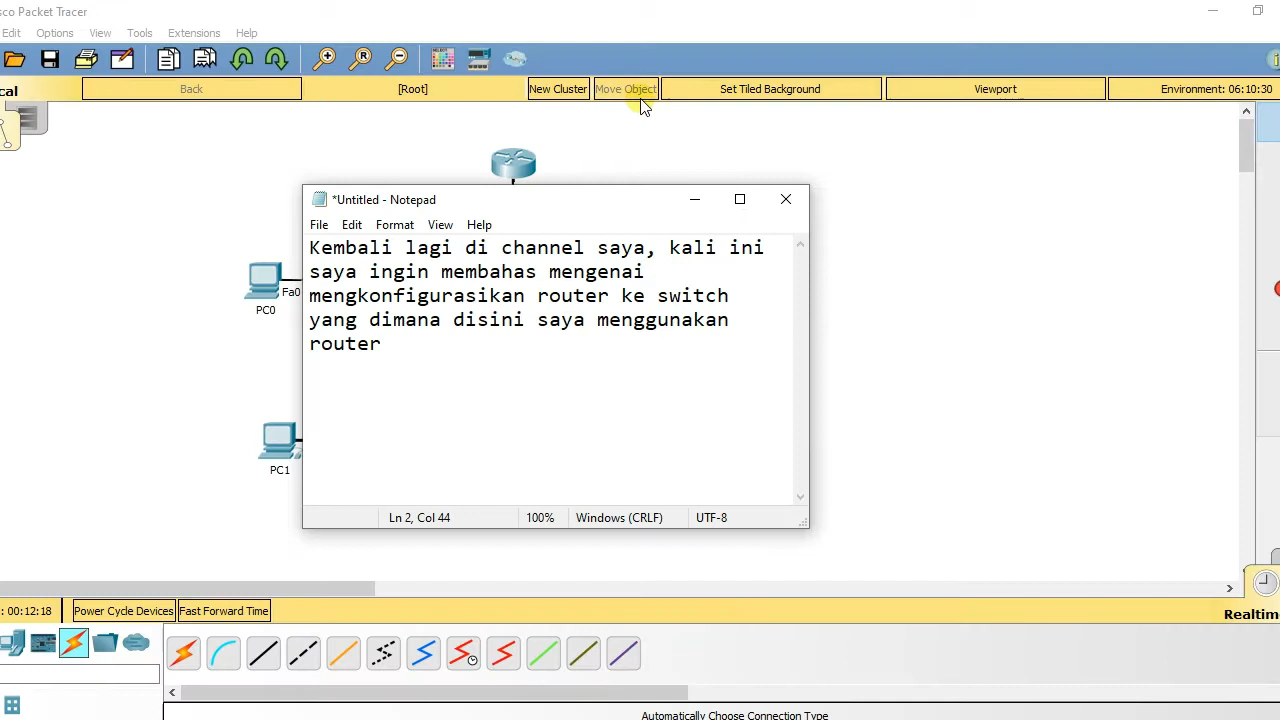 sco Packet Tracer
Edit Options View Tools Extensions Help
cal Back [Root] New Cluster Move Object Set Tiled Background Viewport Environment: 06:10:30
*Untitled - Notepad
File Edit Format View Help
Kembali lagi di channel saya, kali ini
saya ingin membahas mengenai
mengkonfigurasikan router ke switch
yang dimana disini saya menggunakan
router
Fa0
PC0
PC1
Ln 2, Col 44 100% Windows (CRLF) UTF-8
: 00:12:18 Power Cycle Devices Fast Forward Time
Realtime
Automatically Choose Connection Type